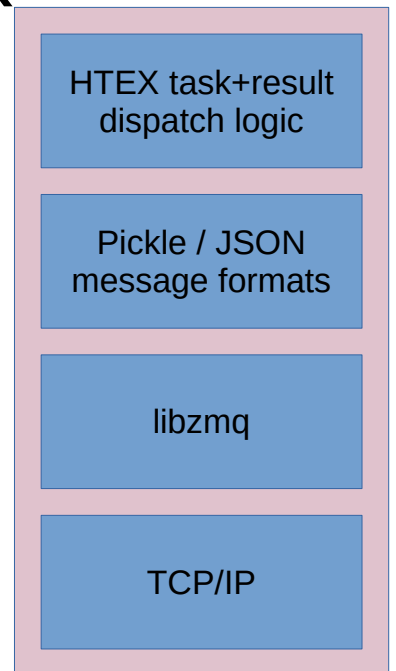 HTEX task+result
dispatch logic
Pickle / JSON
message formats
libzmq
TCP/IP